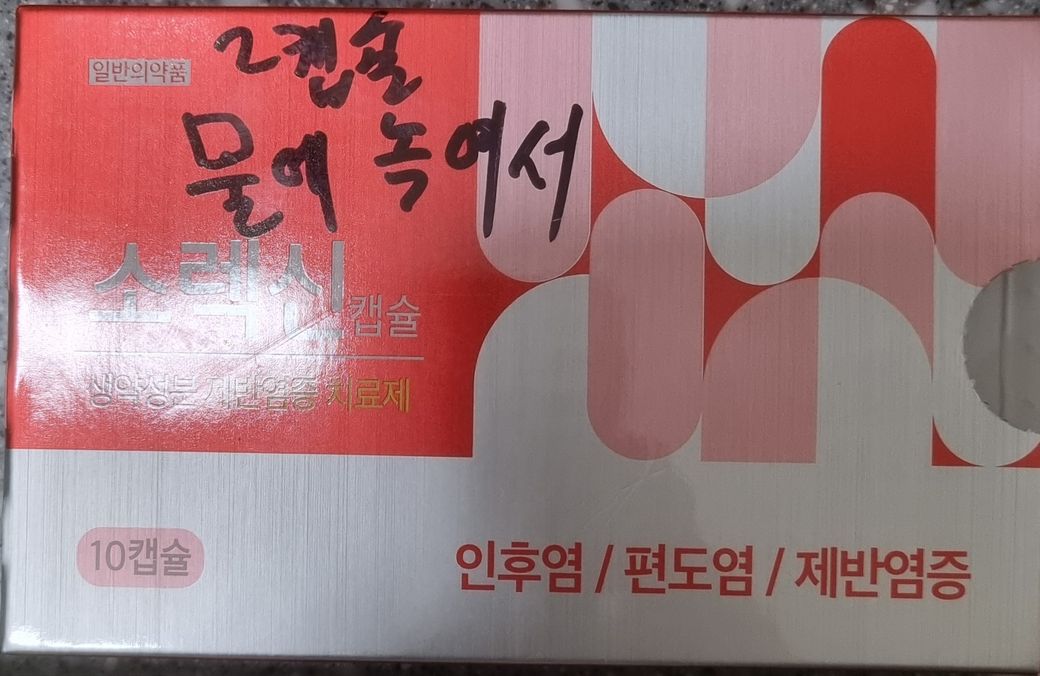 2캡슐
일반의약품
물에 녹여서
소렉신캡슐
생약성분 제반염증 치료제
10캡슐
인후염 / 편도염 / 제반염증